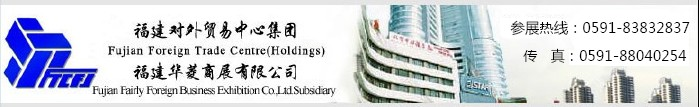 福建对外贸易中心集团
Fujian Foreign Trade Centre(Holdings)
福建华菱商展有限公司
Fujian Fairly Foreign Business Exhibition Co.,Ltd.Subsidiary
参展热线：0591-83832837
传 真：0591-88040254
FTCFJ